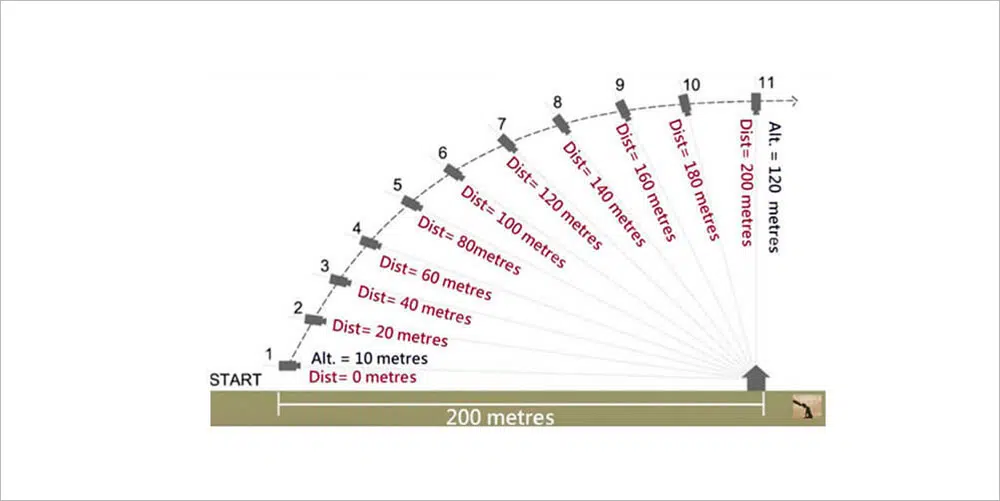 11
10
9
8
7
6
5
4
3
2
1
Alt. = 120 metres
Dist= 200 metres
Dist= 180 metres
Dist= 160 metres
Dist= 140 metres
Dist= 120 metres
Dist= 100 metres
Dist= 80metres
Dist= 60 metres
Dist= 40 metres
Dist= 20 metres
Alt. = 10 metres
Dist= 0 metres
START
200 metres